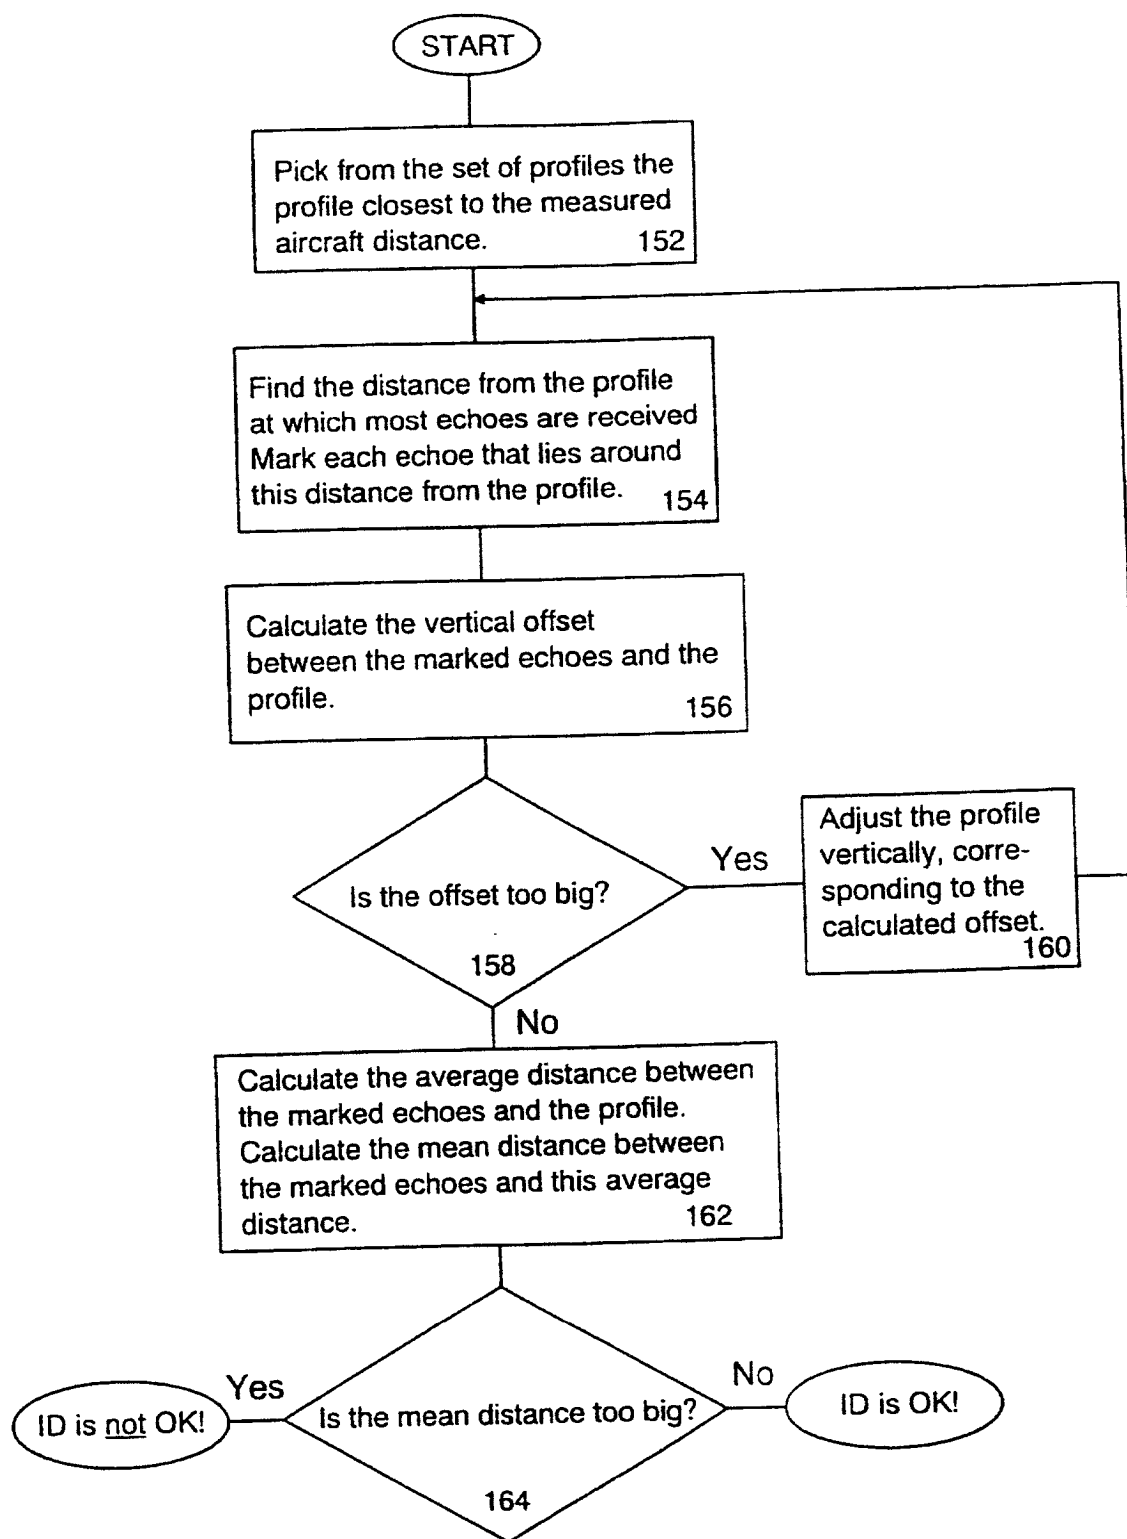 START
Pick from the set of profiles the
profile closest to the measured
aircraft distance.
152
Find the distance from the profile
at which most echoes are received
Mark each echo that lies around
this distance from the profile.
154
Calculate the vertical offset
between the marked echoes and the
profile.
156
Is the offset too big?
158
Yes
Adjust the profile
vertically, corre-
sponding to the
calculated offset.
160
No
Calculate the average distance between
the marked echoes and the profile.
Calculate the mean distance between
the marked echoes and this average
distance.
162
Is the mean distance too big?
164
Yes
ID is not OK!
No
ID is OK!